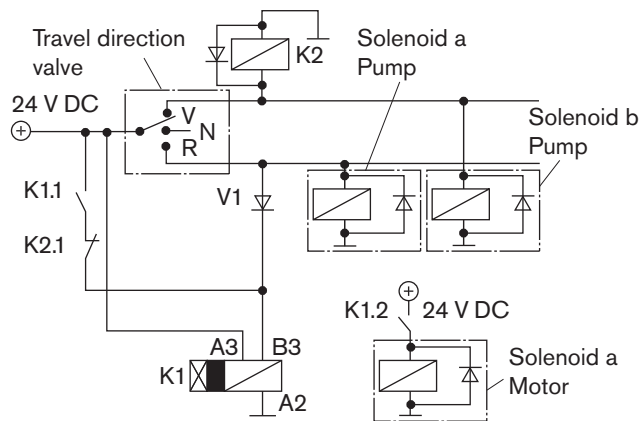 Travel direction
valve
K2
Solenoid a
Pump
24 V DC
V
N
R
Solenoid b
Pump
K1.1
V1
K2.1
K1.2
24 V DC
A3
B3
K1
A2
Solenoid a
Motor